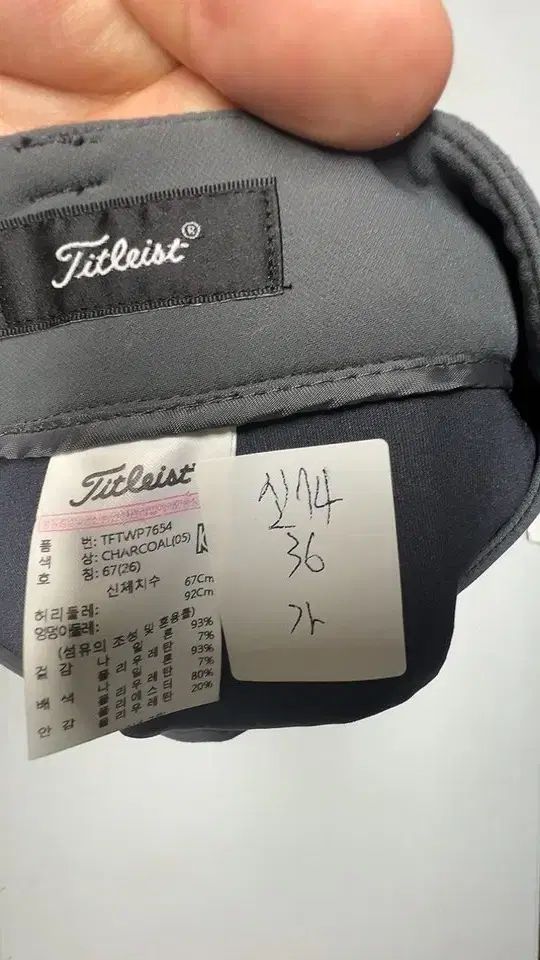 Titleist®
Titleist
품 번: TFTWP7654
색 상: CHARCOAL(05)
호 칭: 67(26)
신체치수
허리둘레: 67Cm
엉덩이둘레: 92Cm
(섬유의 조성 및 혼용률)
겉 감 나 일 론 93%
폴 리 우 레 탄 7%
배 색 나 일 론 93%
폴 리 우 레 탄 7%
안 감 폴 리 에 스 터 80%
폴 리 우 레 탄 20%
실74
36
가